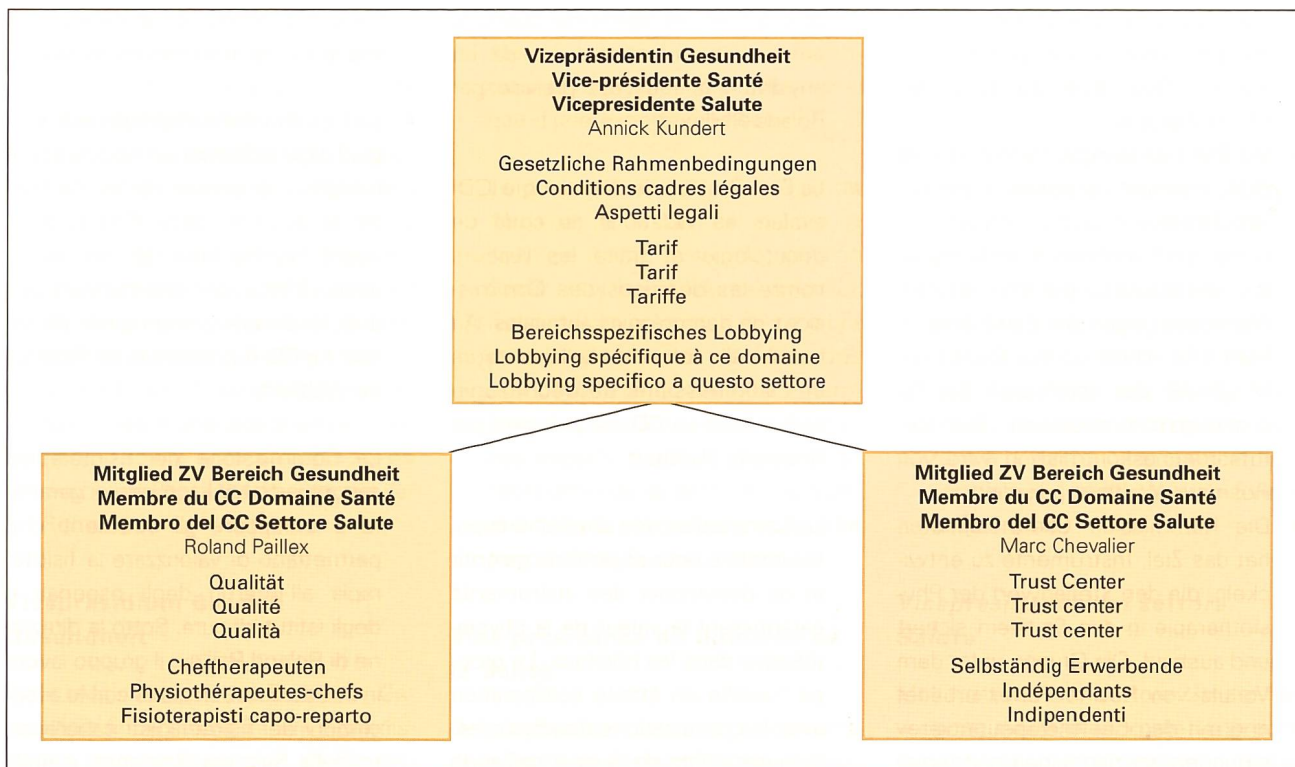 Vizepräsidentin Gesundheit
Vice-présidente Santé
Vicepresidente Salute
Annick Kundert
Gesetzliche Rahmenbedingungen
Conditions cadres légales
Aspetti legali
Tarif
Tarif
Tariffe
Bereichsspezifisches Lobbying
Lobbying spécifique à ce domaine
Lobbying specifico a questo settore
Mitglied ZV Bereich Gesundheit
Membre du CC Domaine Santé
Membro del CC Settore Salute
Roland Paillex
Qualität
Qualité
Qualità
Cheftherapeuten
Physiothérapeutes-chefs
Fisioterapisti capo-reparto
Mitglied ZV Bereich Gesundheit
Membre du CC Domaine Santé
Membro del CC Settore Salute
Marc Chevalier
Trust Center
Trust center
Trust center
Selbständig Erwerbende
Indépendants
Indipendenti